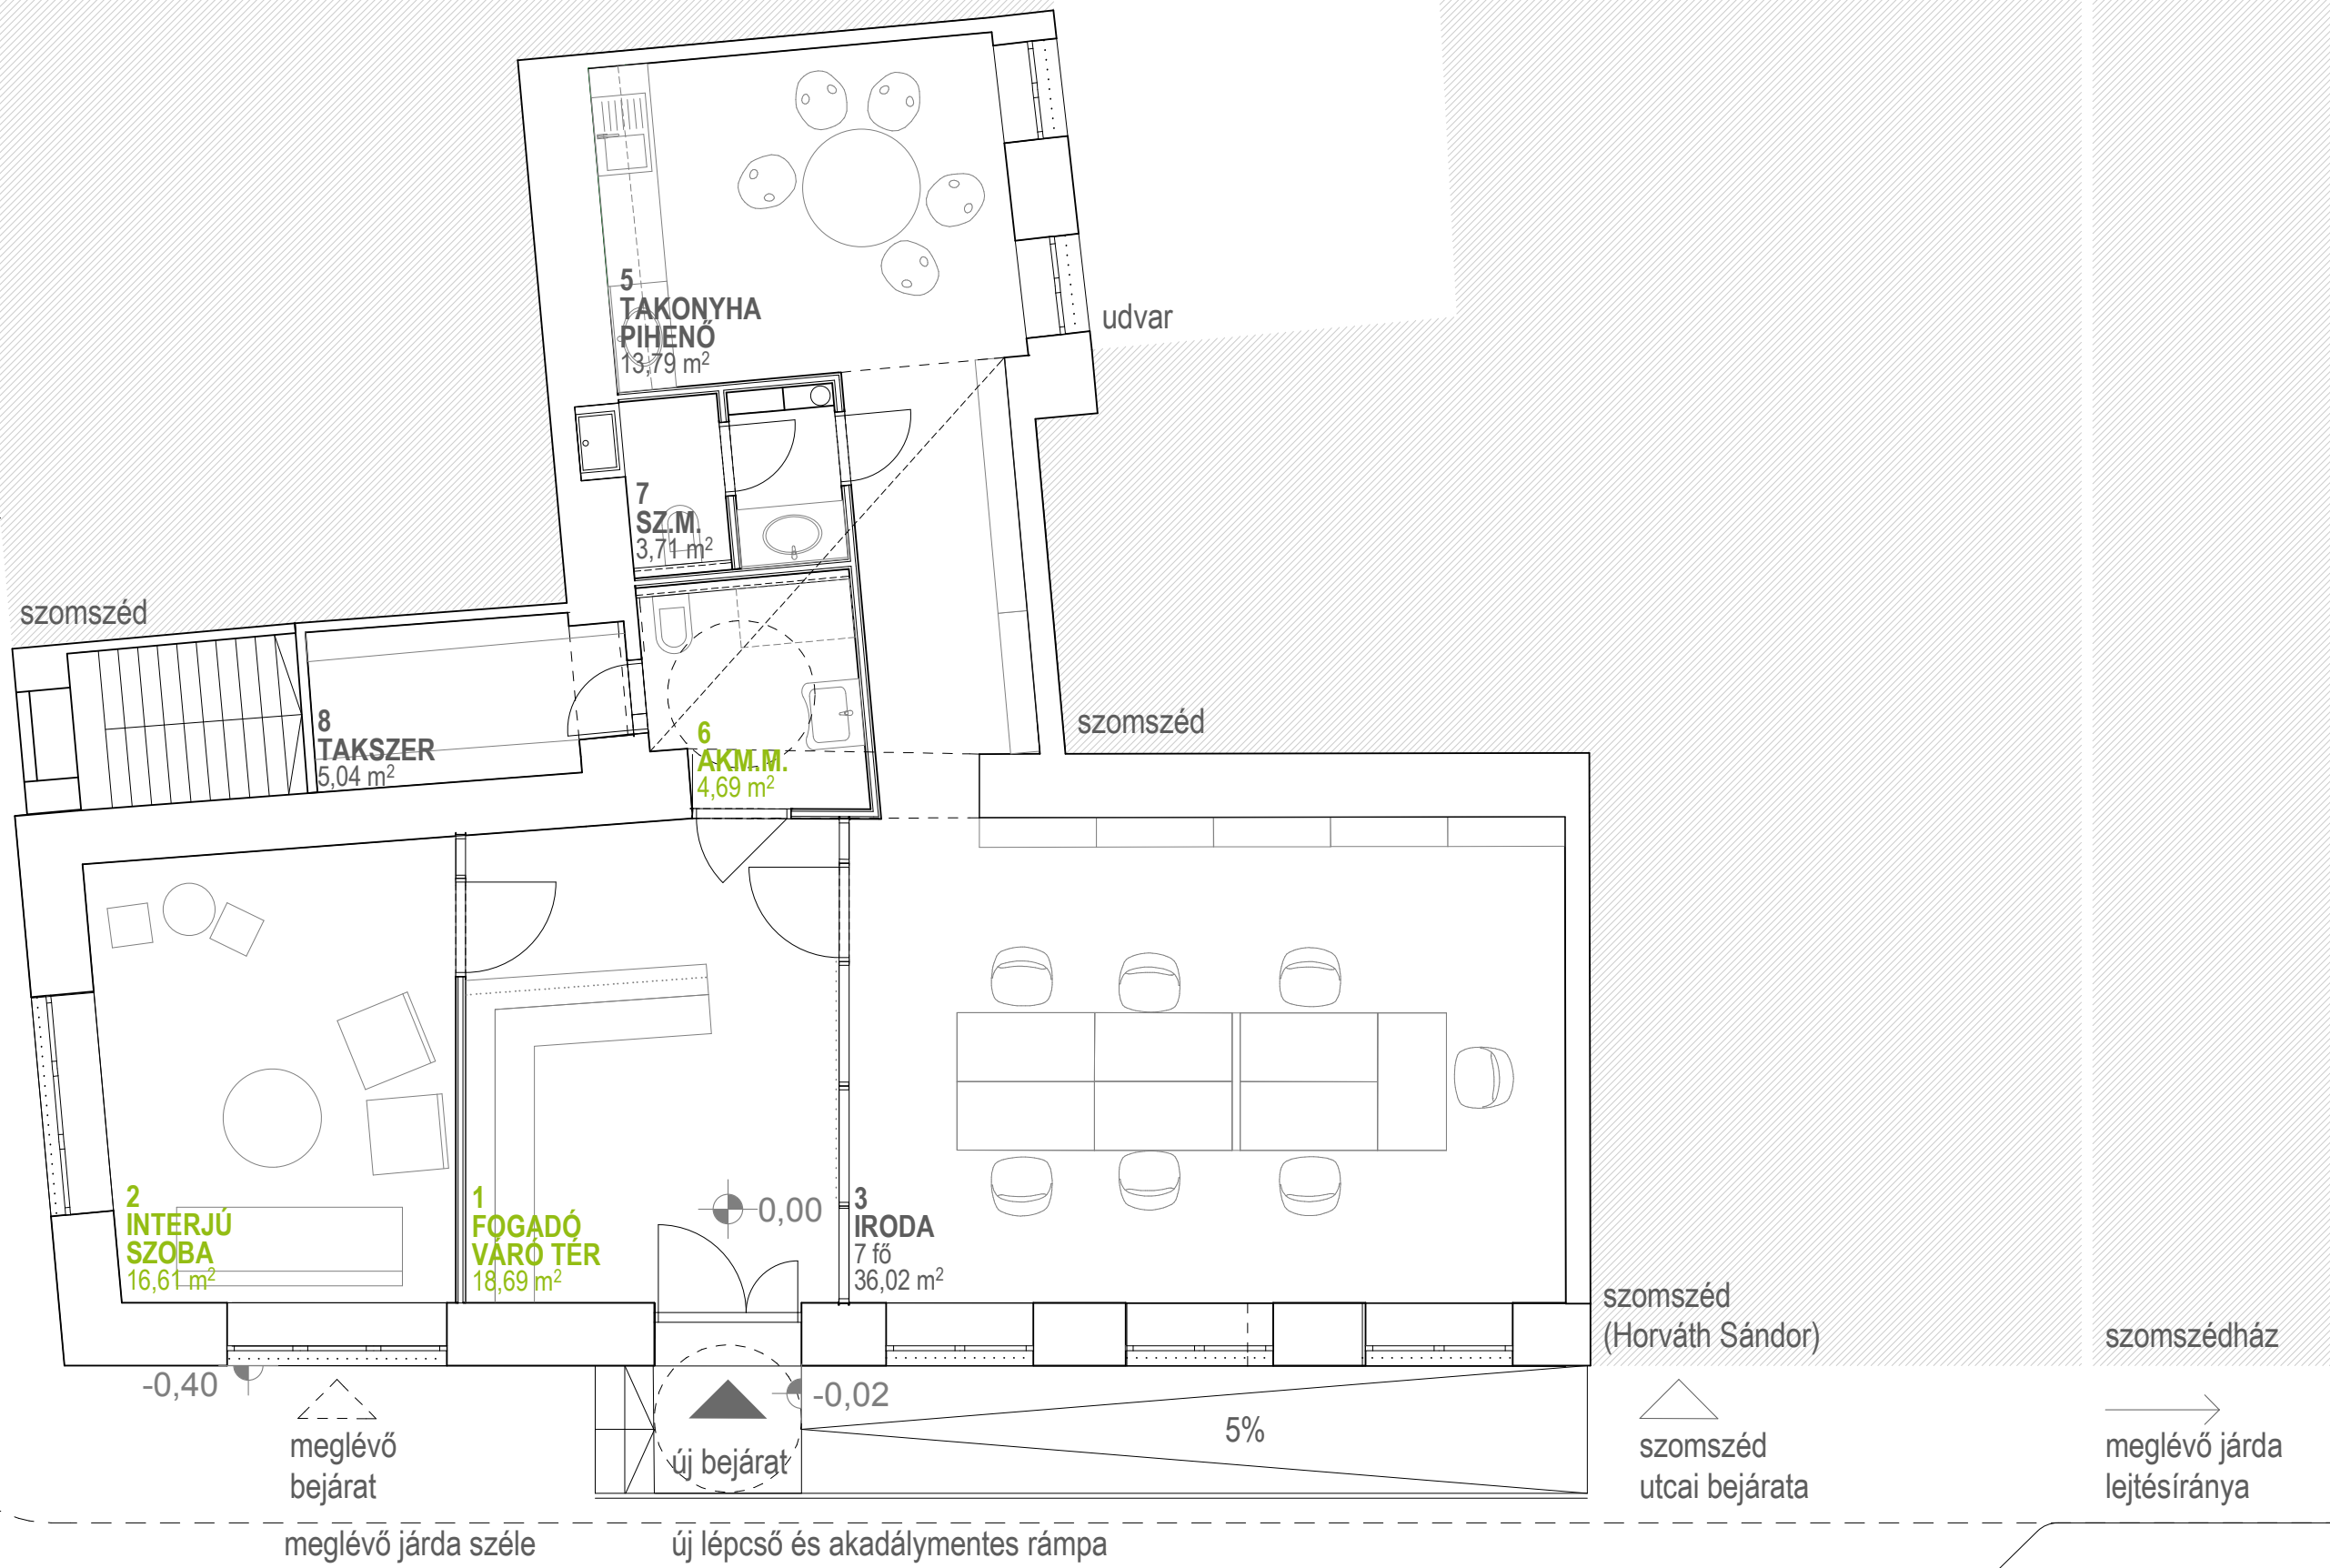 5
TAKONYHA
PIHENŐ
13,79 m²
udvar
7
SZ.M.
3,71 m²
szomszéd
8
TAKSZER
5,04 m²
6
AKM.M.
4,69 m²
szomszéd
2
INTERJÚ
SZOBA
16,61 m²
1
FOGADÓ
VÁRÓ TÉR
18,69 m²
0,00
3
IRODA
7 fő
36,02 m²
szomszéd
(Horváth Sándor)
szomszédház
-0,40
-0,02
meglévő
bejárat
új bejárat
5%
szomszéd
utcai bejárata
meglévő járda
lejtésíránya
meglévő járda széle
új lépcső és akadálymentes rámpa